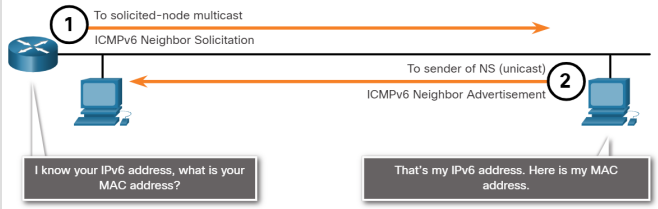 1
To solicited-node multicast
ICMPv6 Neighbor Solicitation
To sender of NS (unicast)
2
ICMPv6 Neighbor Advertisement
I know your IPv6 address, what is your
MAC address?
That's my IPv6 address. Here is my MAC
address.